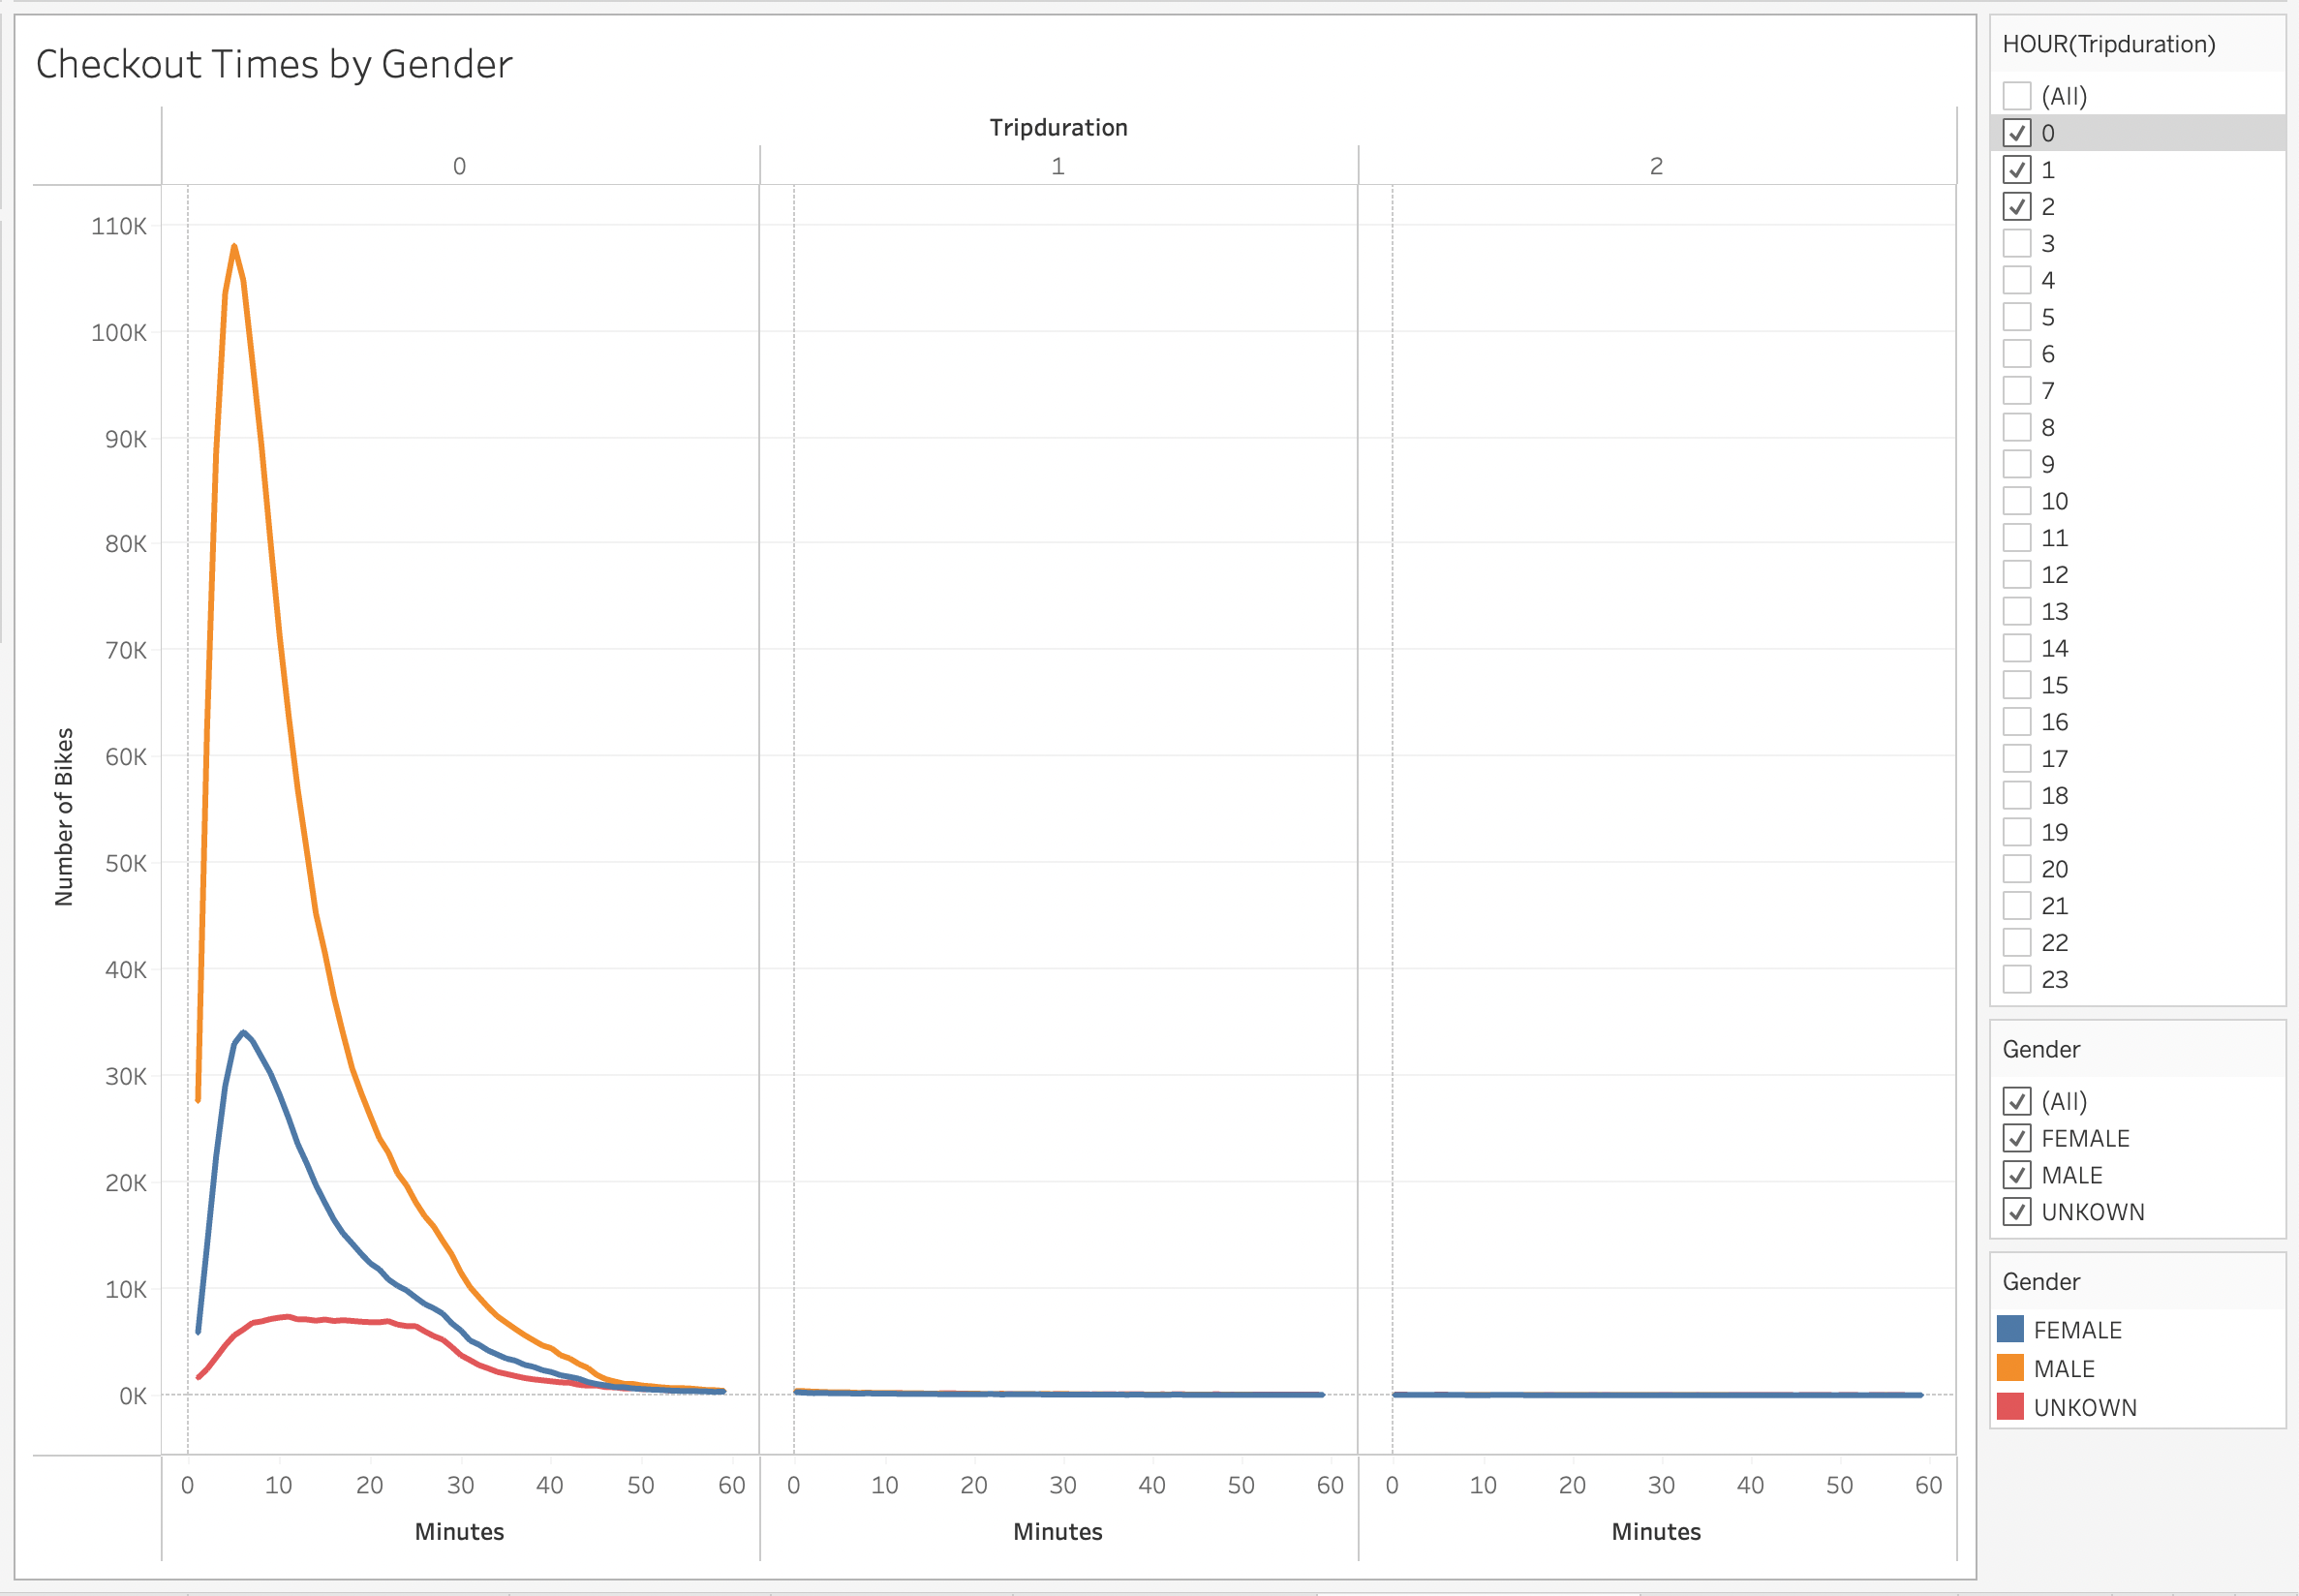 Checkout Times by Gender
Tripduration
0 1 2
110K
100K
90K
80K
70K
60K
50K
40K
30K
20K
10K
0K
Number of Bikes
0 10 20 30 40 50 60 0 10 20 30 40 50 60 0 10 20 30 40 50 60
Minutes Minutes Minutes
HOUR(Tripduration)
(All)
0
1
2
3
4
5
6
7
8
9
10
11
12
13
14
15
16
17
18
19
20
21
22
23
Gender
(All)
FEMALE
MALE
UNKOWN
Gender
FEMALE
MALE
UNKOWN